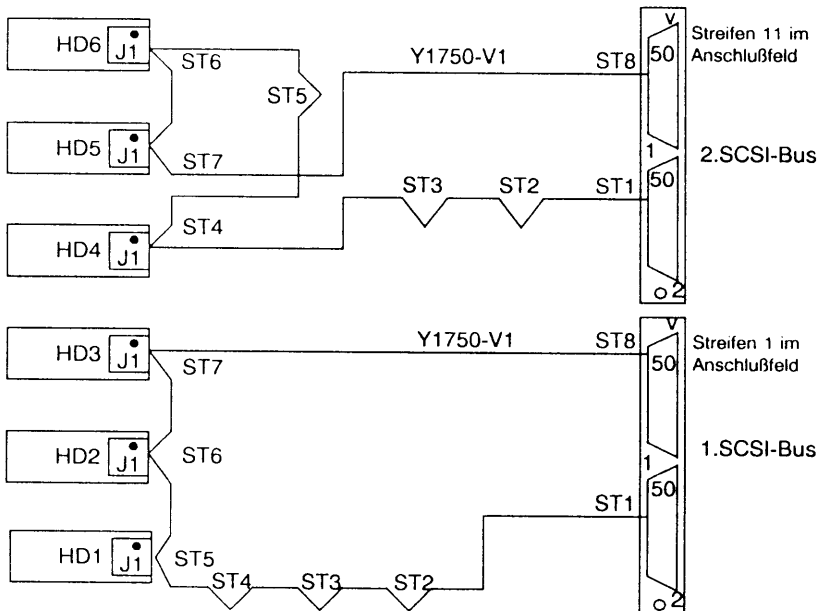 HD6 J1
ST6
ST5
Y1750-V1
ST8
50
v
Streifen 11 im
Anschlußfeld
HD5 J1
ST7
1
2.SCSI-Bus
HD4 J1
ST4
ST3
ST2
ST1
50
2
HD3 J1
ST7
Y1750-V1
ST8
50
v
Streifen 1 im
Anschlußfeld
HD2 J1
ST6
1
1.SCSI-Bus
HD1 J1
ST5
ST4
ST3
ST2
ST1
50
2